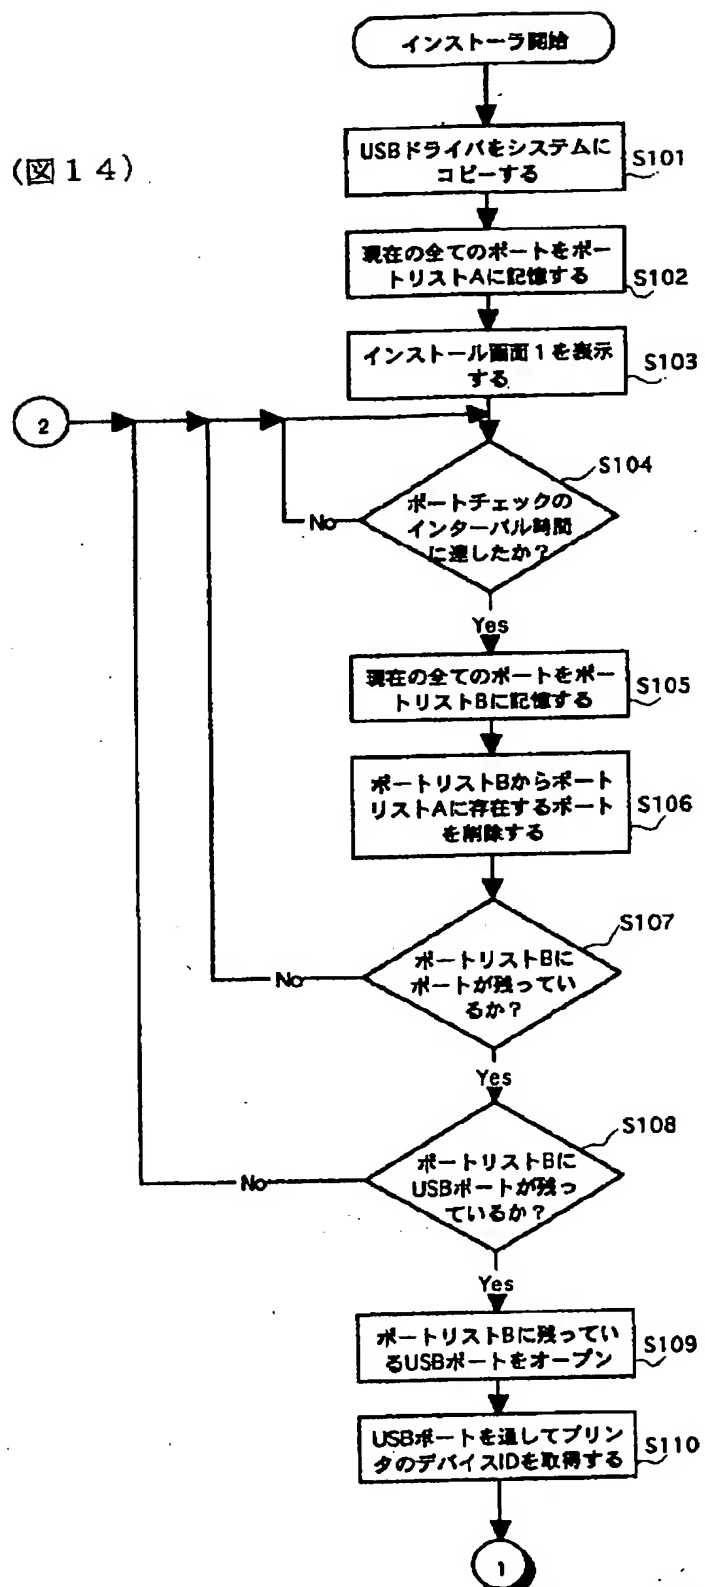 インストーラ開始
(図14)
USBドライバをシステムに
コピーする
S101
現在の全てのポートをポー
トリストAに記憶する
S102
インストール画面1を表示
する
S103
2
S104
ポートチェックの
インターバル時間
に達したか?
No
Yes
現在の全てのポートをポー
トリストBに記憶する
S105
ポートリストBからポート
リストAに存在するポート
を削除する
S106
S107
ポートリストBに
ポートが残ってい
るか?
No
Yes
S108
ポートリストBに
USBポートが残っ
ているか?
No
Yes
ポートリストBに残ってい
るUSBポートをオープン
S109
USBポートを通してプリン
タのデバイスIDを取得する
S110
1